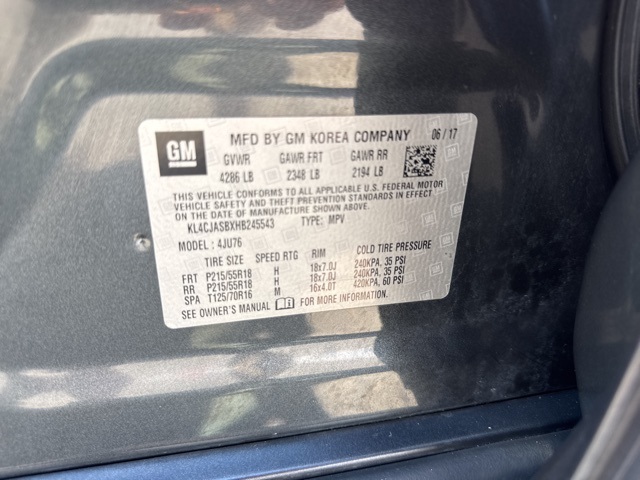 GM MFD BY GM KOREA COMPANY 06/17
GVWR GAWR FRT GAWR RR
4286 LB 2348 LB 2194 LB
THIS VEHICLE CONFORMS TO ALL APPLICABLE U.S. FEDERAL MOTOR
VEHICLE SAFETY AND THEFT PREVENTION STANDARDS IN EFFECT
ON THE DATE OF MANUFACTURE SHOWN ABOVE.
KL4CJASBXHB245543 TYPE: MPV
MODEL: 4JU76
TIRE SIZE SPEED RTG RIM COLD TIRE PRESSURE
FRT P215/55R18 H 18x7.0J 240KPA, 35 PSI
RR P215/55R18 H 18x7.0J 240KPA, 35 PSI
SPA T125/70R16 M 16x4.0T 420KPA, 60 PSI
SEE OWNER'S MANUAL FOR MORE INFORMATION.